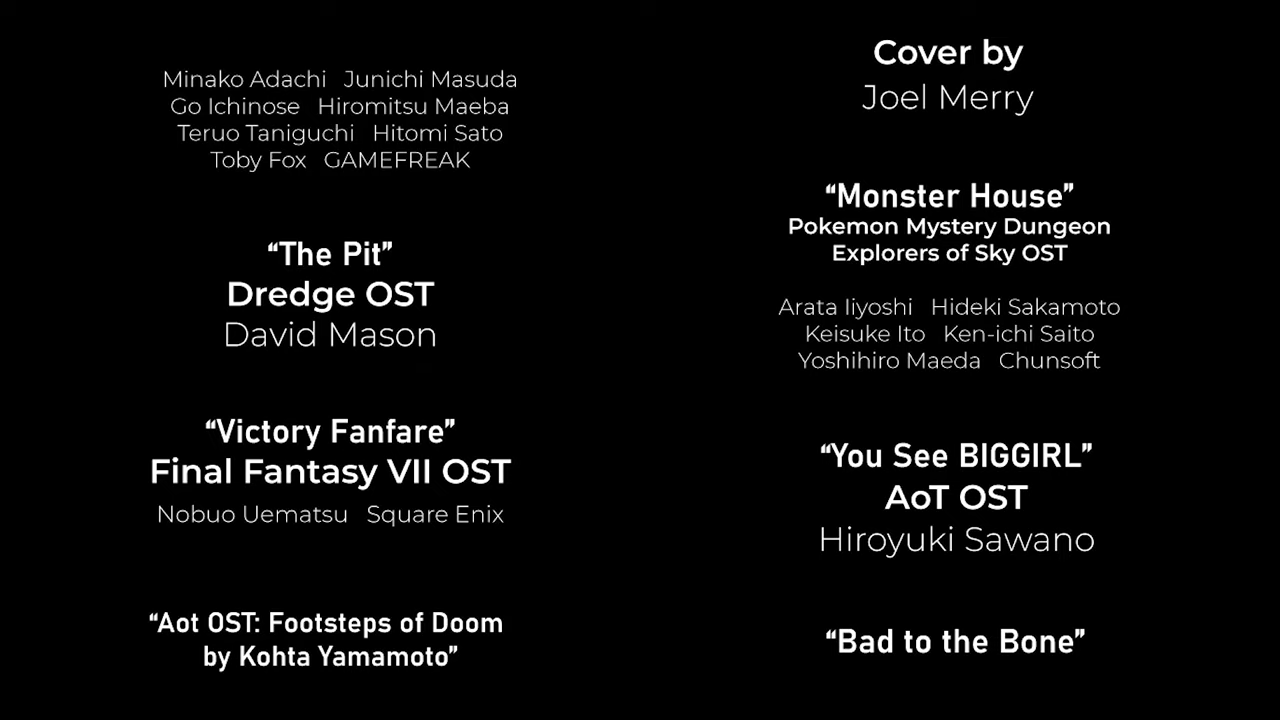 Minako Adachi Junichi Masuda
Go Ichinose Hiromitsu Maeba
Teruo Taniguchi Hitomi Sato
Toby Fox GAMEFREAK
“The Pit”
Dredge OST
David Mason
“Victory Fanfare”
Final Fantasy VII OST
Nobuo Uematsu Square Enix
“Aot OST: Footsteps of Doom
by Kohta Yamamoto”
Cover by
Joel Merry
“Monster House”
Pokemon Mystery Dungeon
Explorers of Sky OST
Arata Iiyoshi Hideki Sakamoto
Keisuke Ito Ken-ichi Saito
Yoshihiro Maeda Chunsoft
“You See BIGGIRL”
AoT OST
Hiroyuki Sawano
“Bad to the Bone”